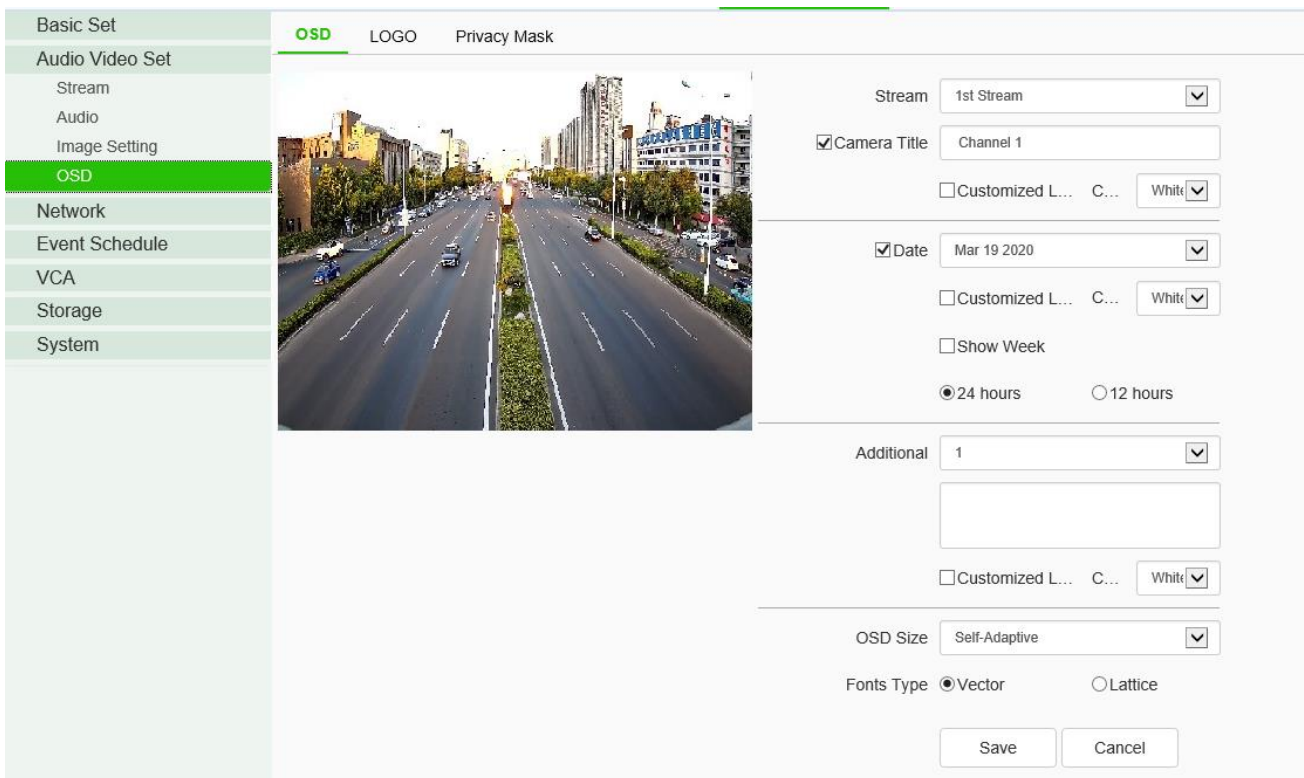 Basic Set
Audio Video Set
Stream
Audio
Image Setting
OSD
Network
Event Schedule
VCA
Storage
System
OSD LOGO Privacy Mask
Stream 1st Stream
Camera Title Channel 1
Customized L... C... White
Date Mar 19 2020
Customized L... C... White
Show Week
24 hours 12 hours
Additional 1
Customized L... C... White
OSD Size Self-Adaptive
Fonts Type Vector Lattice
Save Cancel